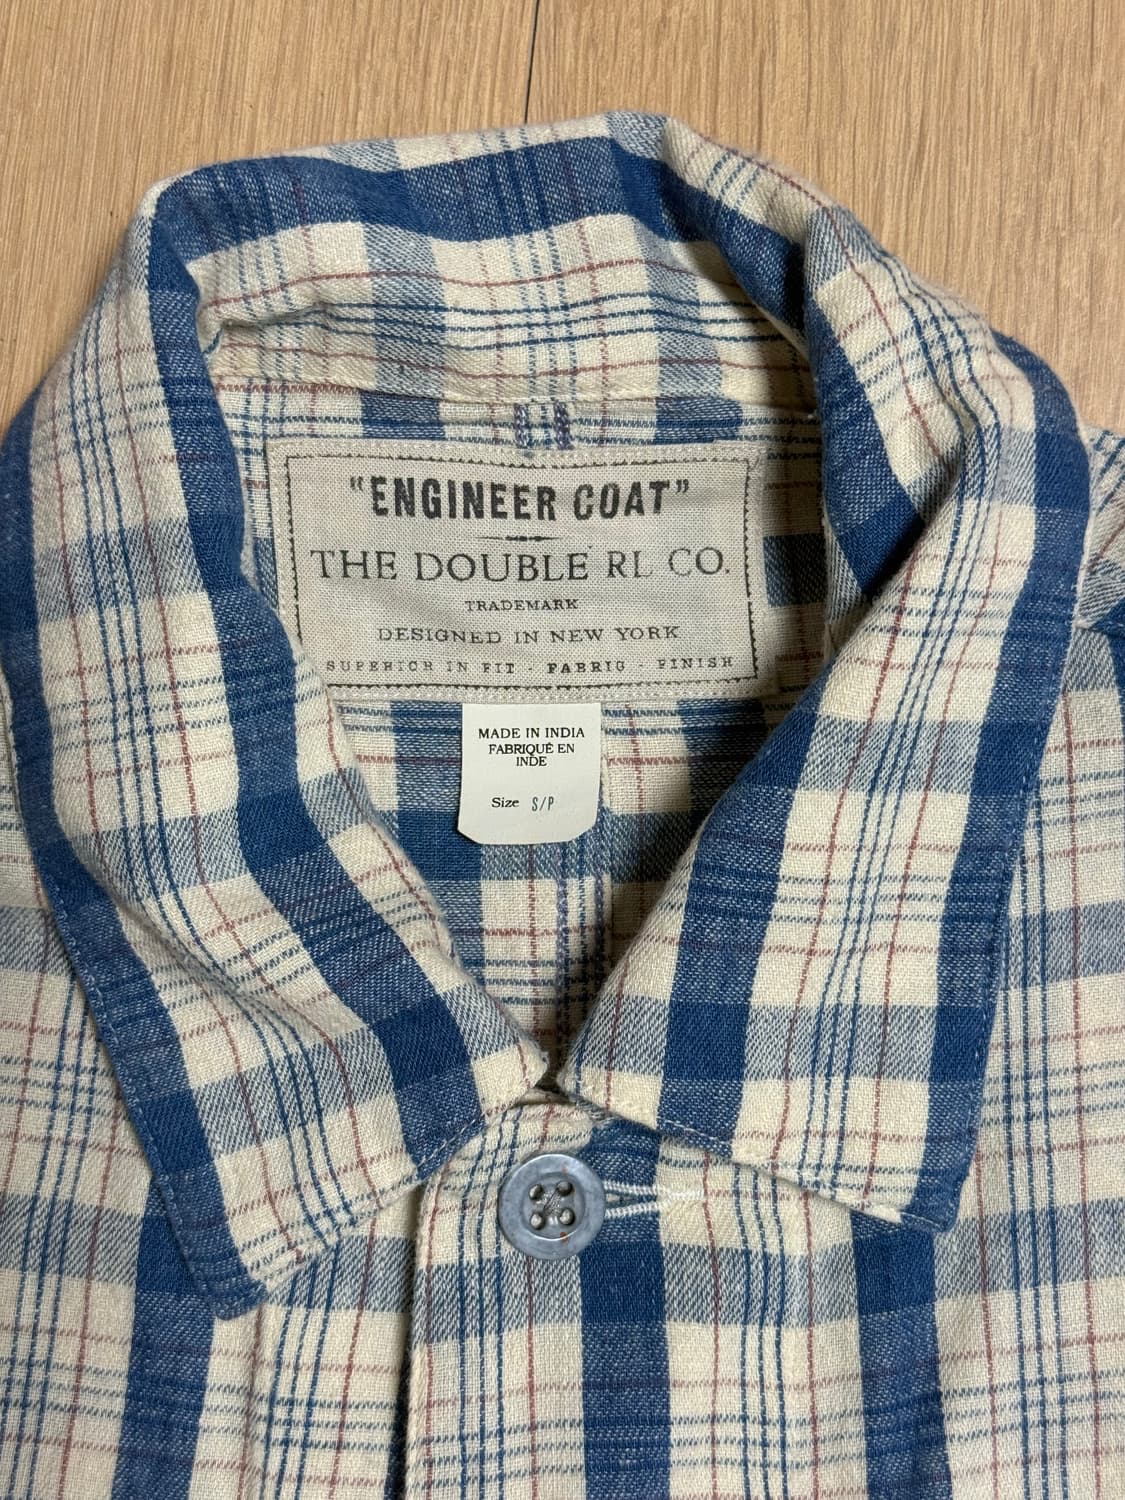 "ENGINEER COAT"
THE DOUBLE RL CO.
TRADEMARK
DESIGNED IN NEW YORK
SUPERIOR IN FIT - FABRIC - FINISH
MADE IN INDIA
FABRIQUÉ EN
INDE
Size S/P